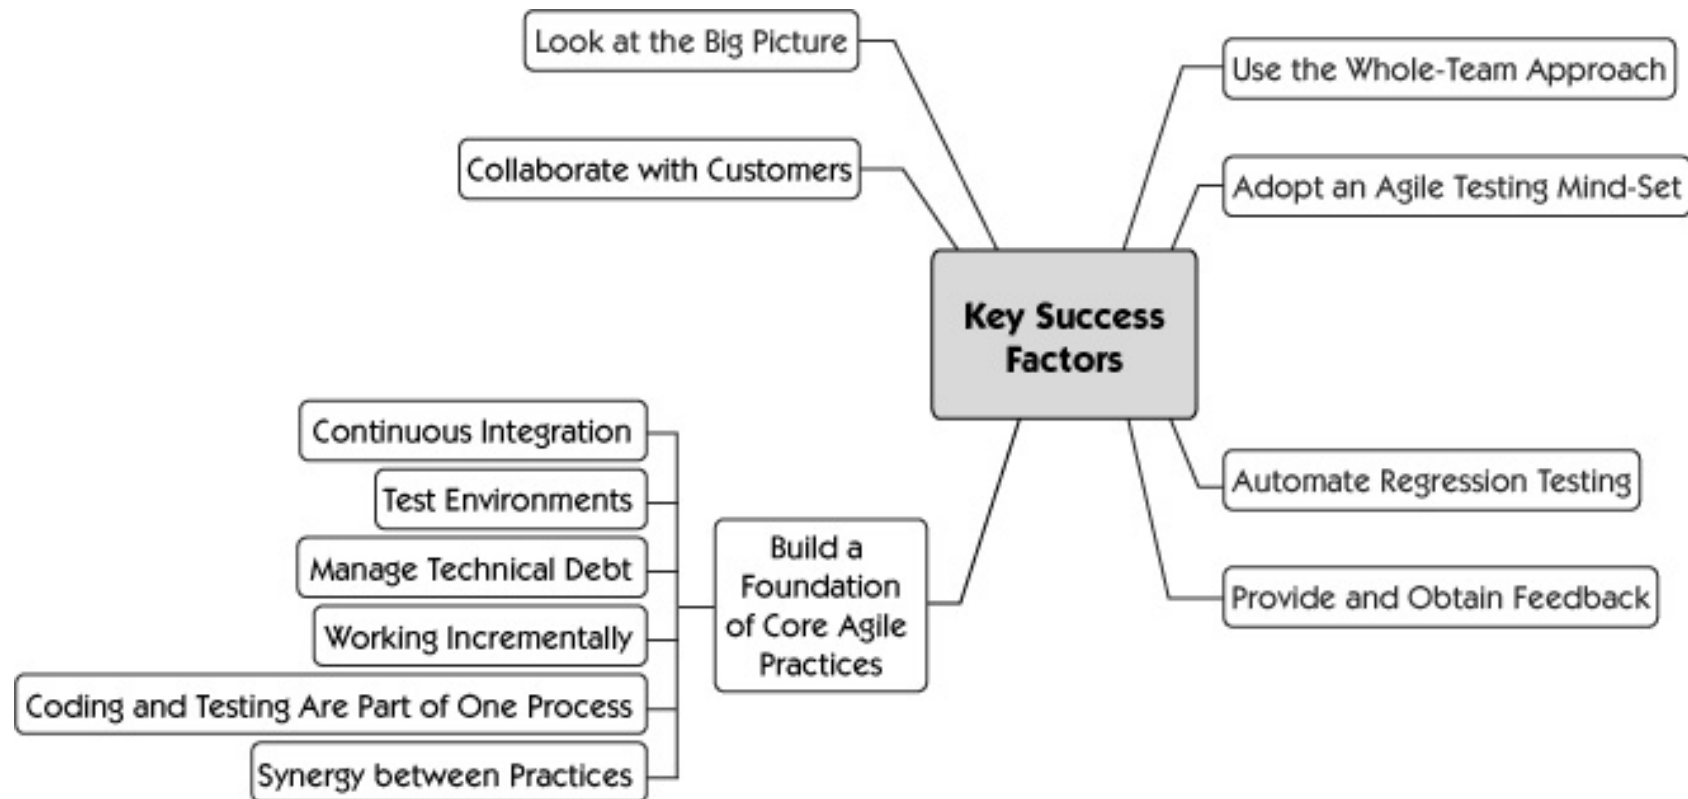 Look at the Big Picture
Use the Whole-Team Approach
Collaborate with Customers
Adopt an Agile Testing Mind-Set
Key Success
Factors
Continuous Integration
Test Environments
Manage Technical Debt
Working Incrementally
Coding and Testing Are Part of One Process
Synergy between Practices
Build a
Foundation
of Core Agile
Practices
Automate Regression Testing
Provide and Obtain Feedback